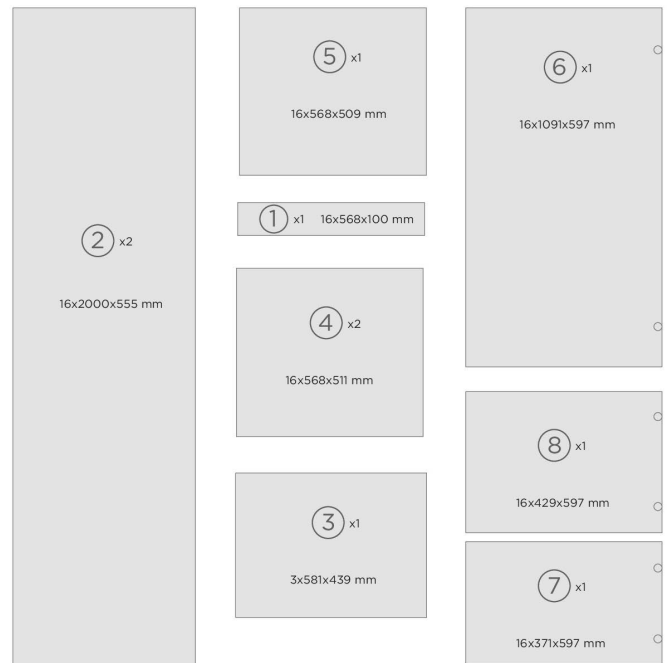 2 x2
16x2000x555 mm
5 x1
16x568x509 mm
1 x1 16x568x100 mm
4 x2
16x568x511 mm
3 x1
3x581x439 mm
6 x1
16x1091x597 mm
8 x1
16x429x597 mm
7 x1
16x371x597 mm